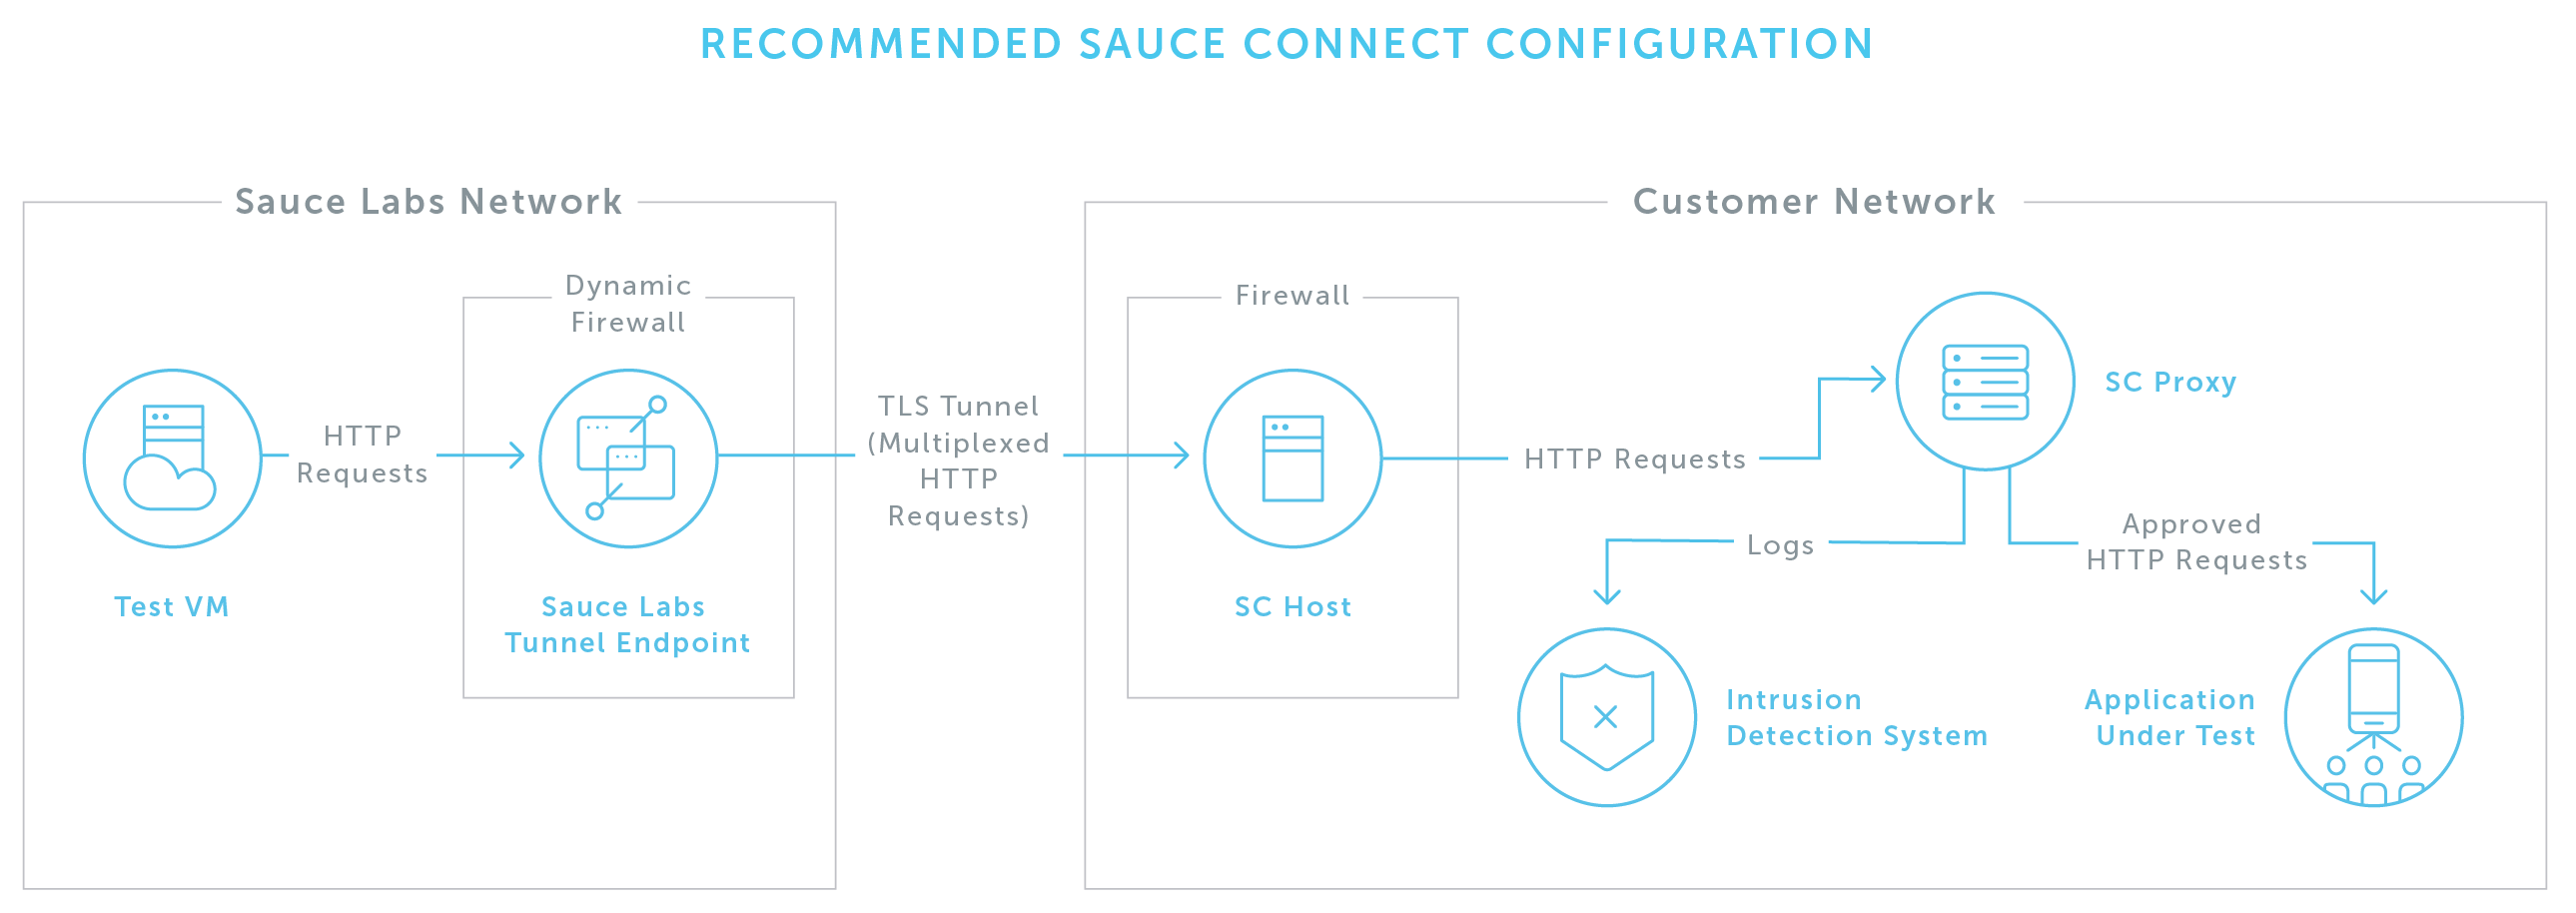 RECOMMENDED SAUCE CONNECT CONFIGURATION
Sauce Labs Network
Dynamic
Firewall
HTTP
Requests
Test VM
Sauce Labs
Tunnel Endpoint
TLS Tunnel
(Multiplexed
HTTP
Requests)
Customer Network
Firewall
SC Host
HTTP Requests
SC Proxy
Logs
Approved
HTTP Requests
Intrusion
Detection System
Application
Under Test